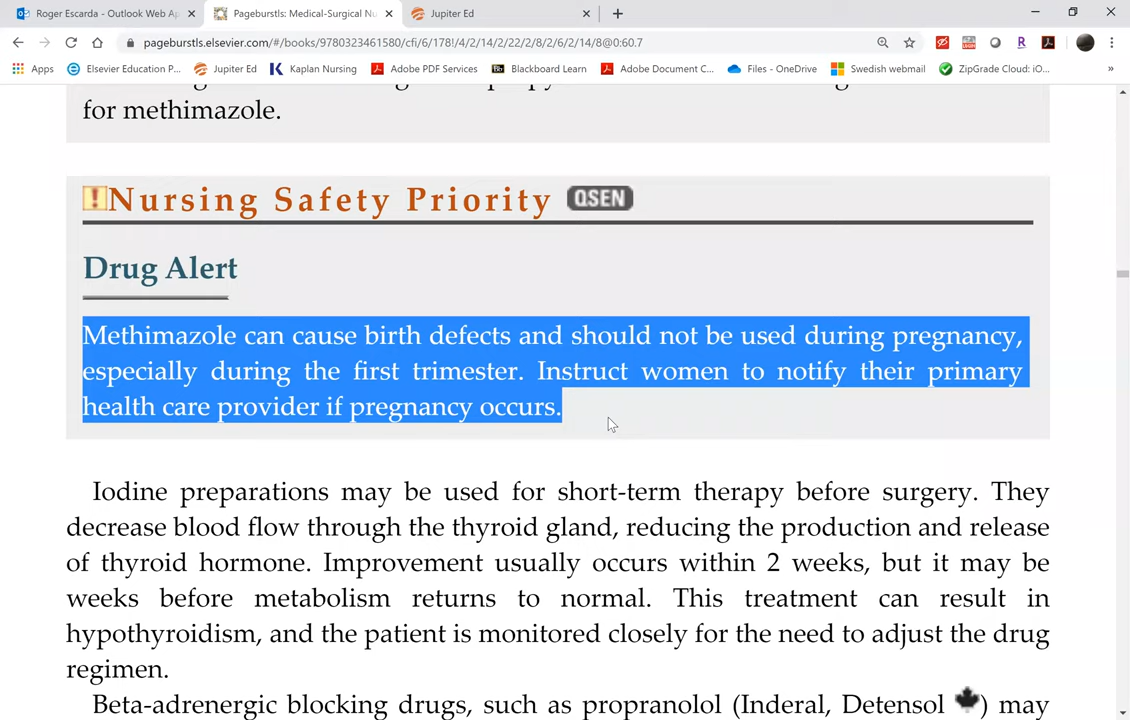 Roger Escarda - Outlook Web Ap
Pageburstls: Medical-Surgical Nu
Jupiter Ed
pageburstls.elsevier.com/#/books/9780323461580/cfi/6/178!/4/2/14/2/22/2/8/2/6/2/14/8@0:60.7
Apps
Elsevier Education P...
Jupiter Ed
Kaplan Nursing
Adobe PDF Services
Blackboard Learn
Adobe Document C...
Files - OneDrive
Swedish webmail
ZipGrade Cloud: iO...
for methimazole.
Nursing Safety Priority QSEN
Drug Alert
Methimazole can cause birth defects and should not be used during pregnancy,
especially during the first trimester. Instruct women to notify their primary
health care provider if pregnancy occurs.
Iodine preparations may be used for short-term therapy before surgery. They
decrease blood flow through the thyroid gland, reducing the production and release
of thyroid hormone. Improvement usually occurs within 2 weeks, but it may be
weeks before metabolism returns to normal. This treatment can result in
hypothyroidism, and the patient is monitored closely for the need to adjust the drug
regimen.
Beta-adrenergic blocking drugs, such as propranolol (Inderal, Detensol ) may